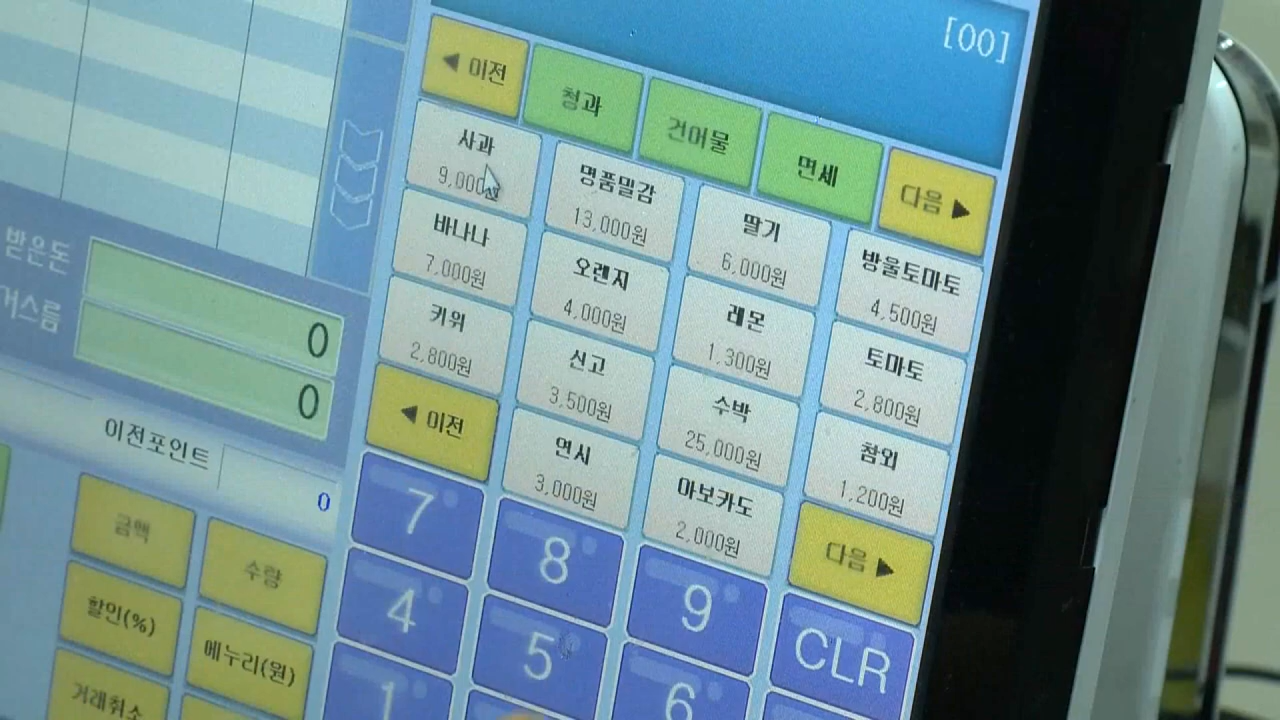 [00]
◀ 이전
청과
건어물
면세
다음 ▶
사과
9,000원
명품밀감
13,000원
딸기
6,000원
방울토마토
4,500원
바나나
7,000원
오렌지
4,000원
레몬
1,300원
토마토
2,800원
키위
2,800원
신고
3,500원
수박
25,000원
참외
1,200원
◀ 이전
연시
3,000원
아보카도
2,000원
다음 ▶
받은돈
0
거스름
0
이전포인트
0
금액
수량
할인(%)
에누리(원)
거래취소
7
8
9
CLR
4
5
6
1